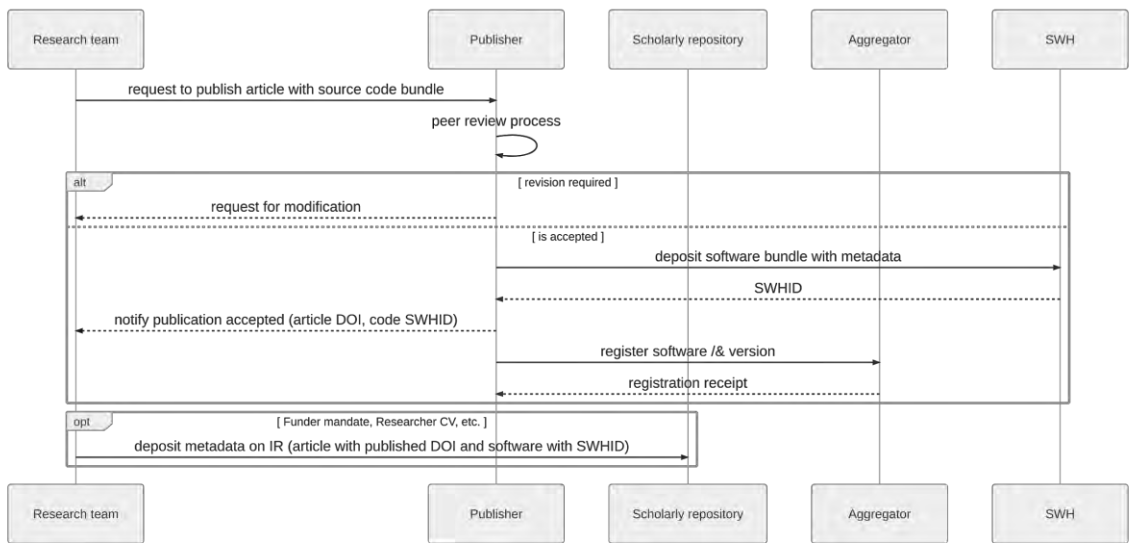 Research team
Publisher
Scholarly repository
Aggregator
SWH
request to publish article with source code bundle
peer review process
alt
[ revision required ]
request for modification
[ is accepted ]
deposit software bundle with metadata
SWHID
notify publication accepted (article DOI, code SWHID)
register software /& version
registration receipt
opt
[ Funder mandate, Researcher CV, etc. ]
deposit metadata on IR (article with published DOI and software with SWHID)
Research team
Publisher
Scholarly repository
Aggregator
SWH